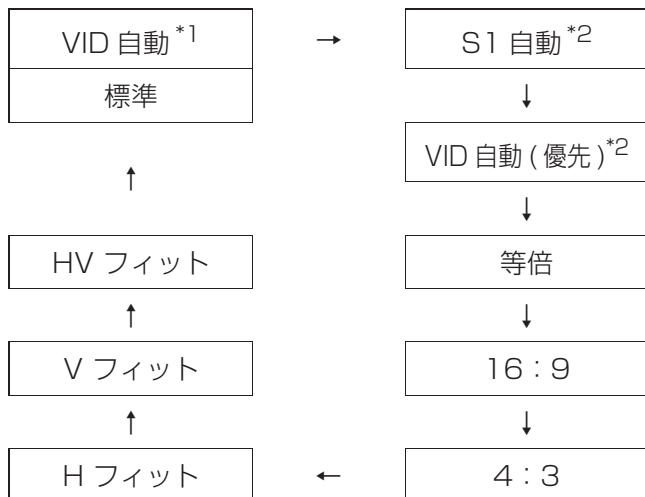 VID 自動*1 → S1 自動*2
標準 ↓
VID 自動 ( 優先 )*2
↑ ↓
HV フィット 等倍
↑ ↓
V フィット 16：9
↑ ↓
H フィット ← 4：3